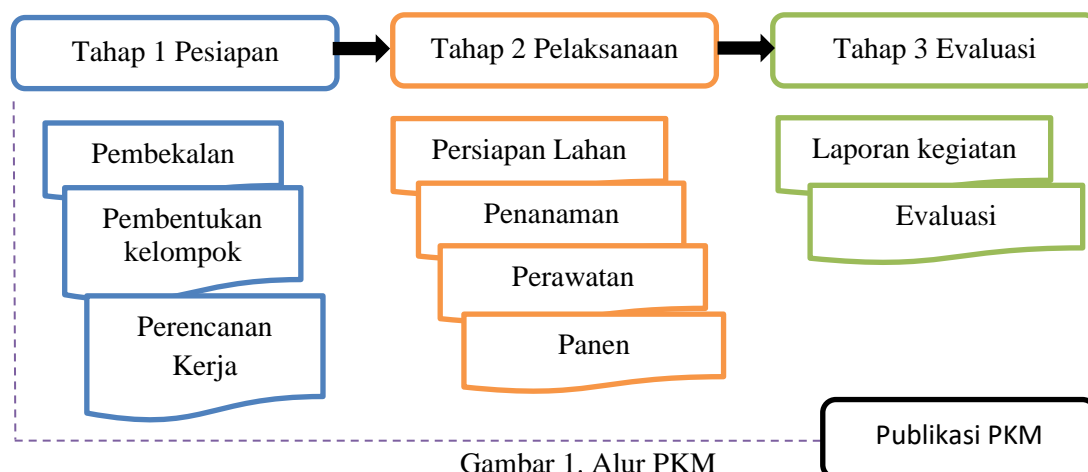 Tahap 1 Pesiapan
Tahap 2 Pelaksanaan
Tahap 3 Evaluasi
Pembekalan
Pembentukan
kelompok
Perencanan
Kerja
Persiapan Lahan
Penanaman
Perawatan
Panen
Laporan kegiatan
Evaluasi
Publikasi PKM
Gambar 1. Alur PKM